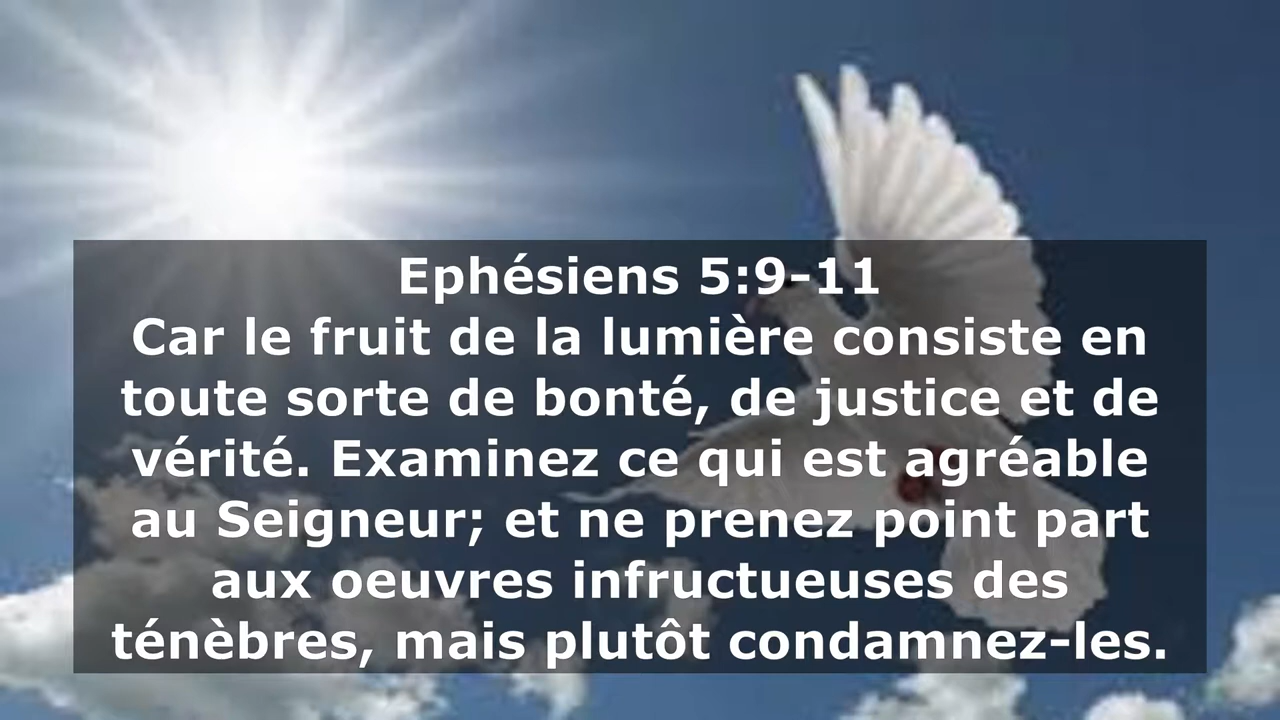 Ephésiens 5:9-11
Car le fruit de la lumière consiste en
toute sorte de bonté, de justice et de
vérité. Examinez ce qui est agréable
au Seigneur; et ne prenez point part
aux oeuvres infructueuses des
ténèbres, mais plutôt condamnez-les.